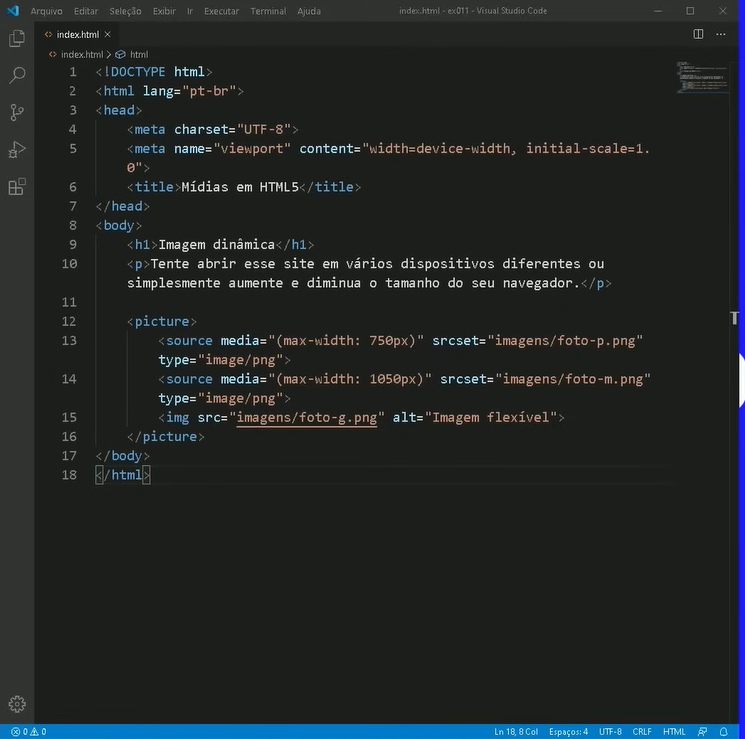 Arquivo Editar Seleção Exibir Ir Executar Terminal Ajuda index.html - ex011 - Visual Studio Code
<> index.html ×
<> index.html > html
1 <!DOCTYPE html>
2 <html lang="pt-br">
3 <head>
4 <meta charset="UTF-8">
5 <meta name="viewport" content="width=device-width, initial-scale=1.
0">
6 <title>Mídias em HTML5</title>
7 </head>
8 <body>
9 <h1>Imagem dinâmica</h1>
10 <p>Tente abrir esse site em vários dispositivos diferentes ou
simplesmente aumente e diminua o tamanho do seu navegador.</p>
11
12 <picture>
13 <source media="(max-width: 750px)" srcset="imagens/foto-p.png"
type="image/png">
14 <source media="(max-width: 1050px)" srcset="imagens/foto-m.png"
type="image/png">
15 <img src="imagens/foto-g.png" alt="Imagem flexível">
16 </picture>
17 </body>
18 </html>
T
0 0 Ln 18, 8 Col Espaços: 4 UTF-8 CRLF HTML